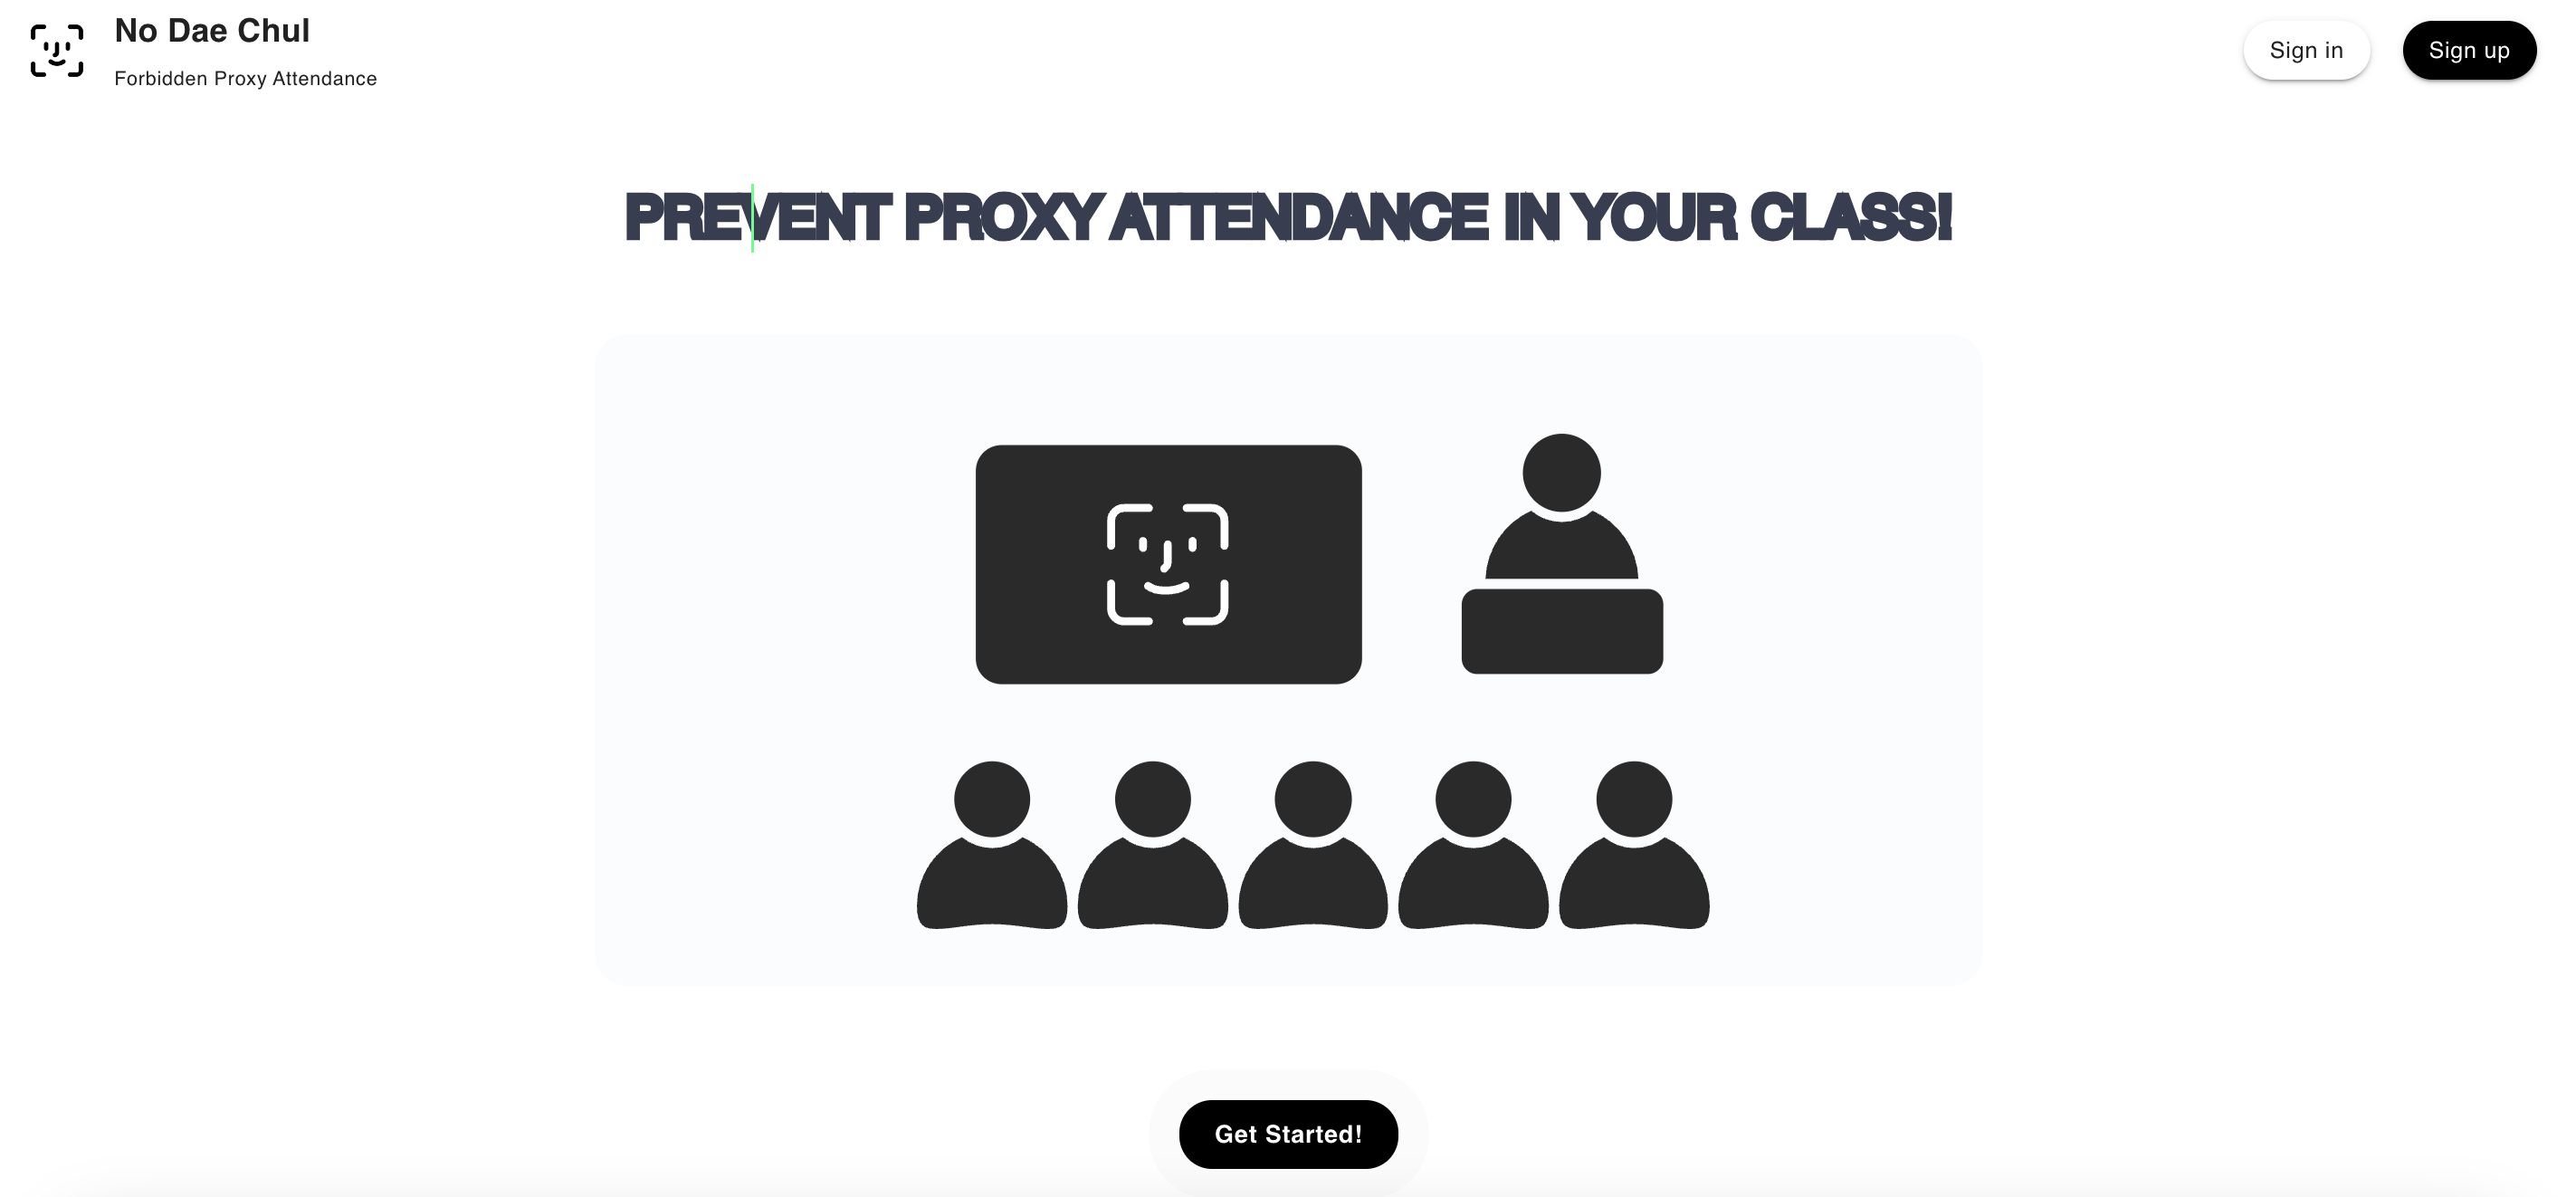 No Dae Chul
Forbidden Proxy Attendance
Sign in
Sign up
PREVENT PROXY ATTENDANCE IN YOUR CLASS!
Get Started!